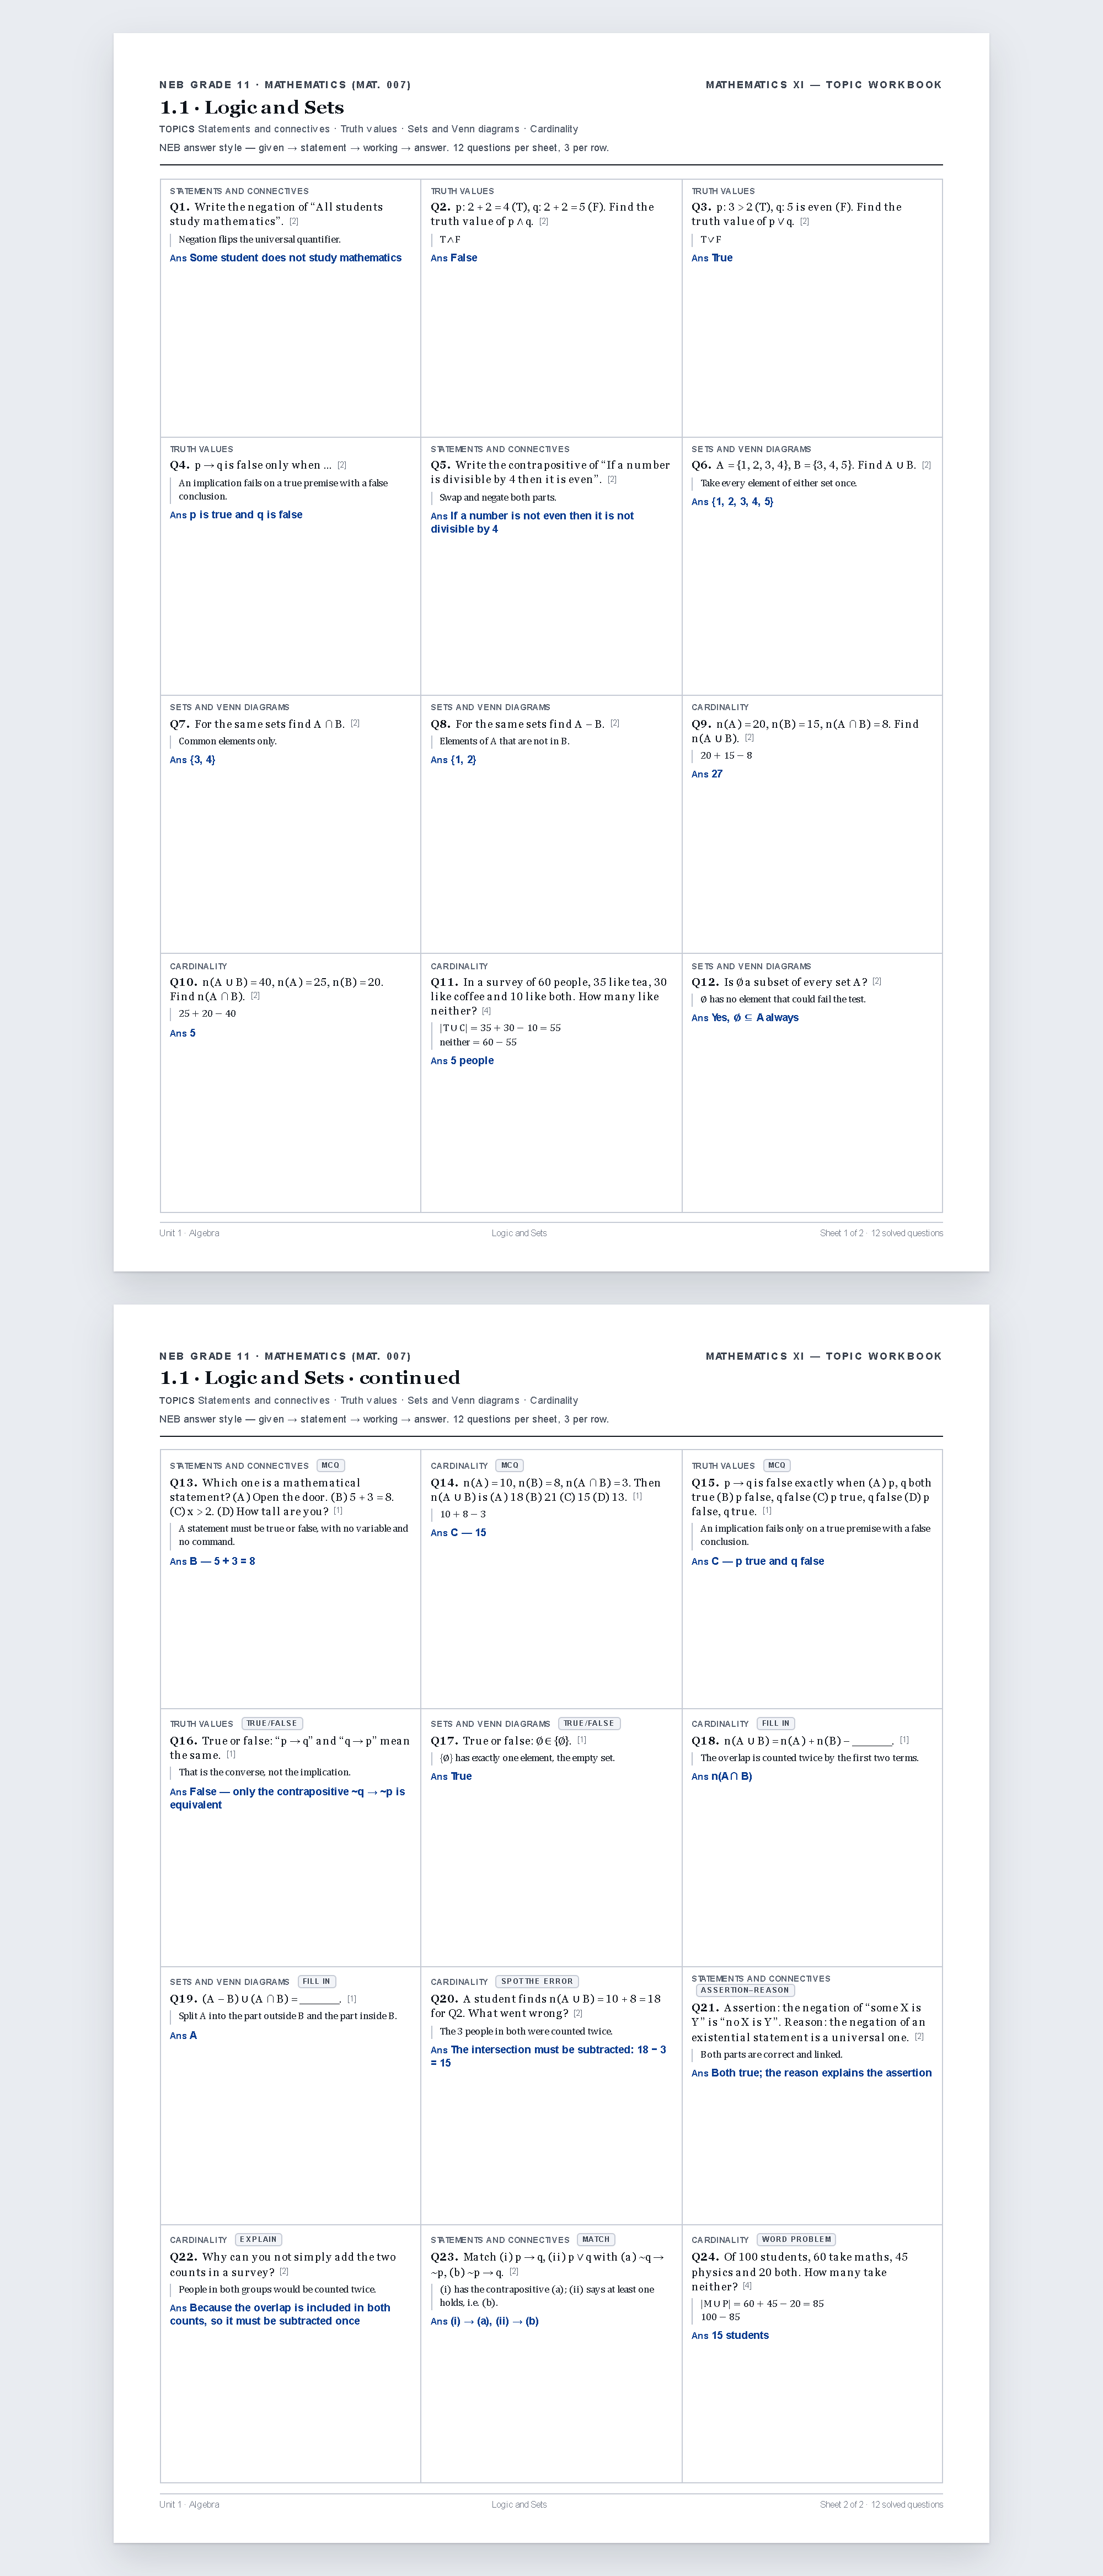 NEB GRADE 11 · MATHEMATICS (MAT. 007)
MATHEMATICS XI — TOPIC WORKBOOK
1.1 · Logic and Sets
TOPICS Statements and connectives · Truth values · Sets and Venn diagrams · Cardinality
NEB answer style — given → statement → working → answer. 12 questions per sheet, 3 per row.
STATEMENTS AND CONNECTIVES
Q1. Write the negation of “All students
study mathematics”. [2]
Negation flips the universal quantifier.
Ans Some student does not study mathematics
TRUTH VALUES
Q2. p: 2 + 2 = 4 (T), q: 2 + 2 = 5 (F). Find the
truth value of p ∧ q. [2]
T ∧ F
Ans False
TRUTH VALUES
Q3. p: 3 > 2 (T), q: 5 is even (F). Find the
truth value of p ∨ q. [2]
T ∨ F
Ans True
TRUTH VALUES
Q4. p → q is false only when ... [2]
An implication fails on a true premise with a false
conclusion.
Ans p is true and q is false
STATEMENTS AND CONNECTIVES
Q5. Write the contrapositive of “If a number
is divisible by 4 then it is even”. [2]
Swap and negate both parts.
Ans If a number is not even then it is not
divisible by 4
SETS AND VENN DIAGRAMS
Q6. A = {1, 2, 3, 4}, B = {3, 4, 5}. Find A ∪ B. [2]
Take every element of either set once.
Ans {1, 2, 3, 4, 5}
SETS AND VENN DIAGRAMS
Q7. For the same sets find A ∩ B. [2]
Common elements only.
Ans {3, 4}
SETS AND VENN DIAGRAMS
Q8. For the same sets find A − B. [2]
Elements of A that are not in B.
Ans {1, 2}
CARDINALITY
Q9. n(A) = 20, n(B) = 15, n(A ∩ B) = 8. Find
n(A ∪ B). [2]
20 + 15 − 8
Ans 27
CARDINALITY
Q10. n(A ∪ B) = 40, n(A) = 25, n(B) = 20.
Find n(A ∩ B). [2]
25 + 20 − 40
Ans 5
CARDINALITY
Q11. In a survey of 60 people, 35 like tea, 30
like coffee and 10 like both. How many like
neither? [4]
|T ∪ C| = 35 + 30 − 10 = 55
neither = 60 − 55
Ans 5 people
SETS AND VENN DIAGRAMS
Q12. Is ∅ a subset of every set A? [2]
∅ has no element that could fail the test.
Ans Yes, ∅ ⊆ A always
Unit 1 · Algebra
Logic and Sets
Sheet 1 of 2 · 12 solved questions
NEB GRADE 11 · MATHEMATICS (MAT. 007)
MATHEMATICS XI — TOPIC WORKBOOK
1.1 · Logic and Sets · continued
TOPICS Statements and connectives · Truth values · Sets and Venn diagrams · Cardinality
NEB answer style — given → statement → working → answer. 12 questions per sheet, 3 per row.
STATEMENTS AND CONNECTIVES MCQ
Q13. Which one is a mathematical
statement? (A) Open the door. (B) 5 + 3 = 8.
(C) x > 2. (D) How tall are you? [1]
A statement must be true or false, with no variable and
no command.
Ans B — 5 + 3 = 8
CARDINALITY MCQ
Q14. n(A) = 10, n(B) = 8, n(A ∩ B) = 3. Then
n(A ∪ B) is (A) 18 (B) 21 (C) 15 (D) 13. [1]
10 + 8 − 3
Ans C — 15
TRUTH VALUES MCQ
Q15. p → q is false exactly when (A) p, q both
true (B) p false, q false (C) p true, q false (D) p
false, q true. [1]
An implication fails only on a true premise with a false
conclusion.
Ans C — p true and q false
TRUTH VALUES TRUE/FALSE
Q16. True or false: “p → q” and “q → p” mean
the same. [1]
That is the converse, not the implication.
Ans False — only the contrapositive ~q → ~p is
equivalent
SETS AND VENN DIAGRAMS TRUE/FALSE
Q17. True or false: ∅ ∈ {∅}. [1]
{∅} has exactly one element, the empty set.
Ans True
CARDINALITY FILL IN
Q18. n(A ∪ B) = n(A) + n(B) − ______. [1]
The overlap is counted twice by the first two terms.
Ans n(A ∩ B)
SETS AND VENN DIAGRAMS FILL IN
Q19. (A − B) ∪ (A ∩ B) = ______. [1]
Split A into the part outside B and the part inside B.
Ans A
CARDINALITY SPOT THE ERROR
Q20. A student finds n(A ∪ B) = 10 + 8 = 18
for Q2. What went wrong? [2]
The 3 people in both were counted twice.
Ans The intersection must be subtracted: 18 − 3
= 15
STATEMENTS AND CONNECTIVES
ASSERTION–REASON
Q21. Assertion: the negation of “some X is
Y” is “no X is Y”. Reason: the negation of an
existential statement is a universal one. [2]
Both parts are correct and linked.
Ans Both true; the reason explains the assertion
CARDINALITY EXPLAIN
Q22. Why can you not simply add the two
counts in a survey? [2]
People in both groups would be counted twice.
Ans Because the overlap is included in both
counts, so it must be subtracted once
STATEMENTS AND CONNECTIVES MATCH
Q23. Match (i) p → q, (ii) p ∨ q with (a) ~q →
~p, (b) ~p → q. [2]
(i) has the contrapositive (a); (ii) says at least one
holds, i.e. (b).
Ans (i) → (a), (ii) → (b)
CARDINALITY WORD PROBLEM
Q24. Of 100 students, 60 take maths, 45
physics and 20 both. How many take
neither? [4]
|M ∪ P| = 60 + 45 − 20 = 85
100 − 85
Ans 15 students
Unit 1 · Algebra
Logic and Sets
Sheet 2 of 2 · 12 solved questions